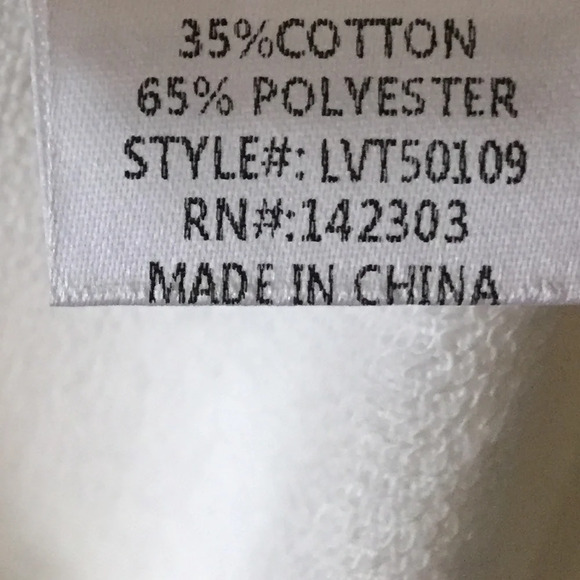 35%COTTON
65% POLYESTER
STYLE#: LVT50109
RN#:142303
MADE IN CHINA